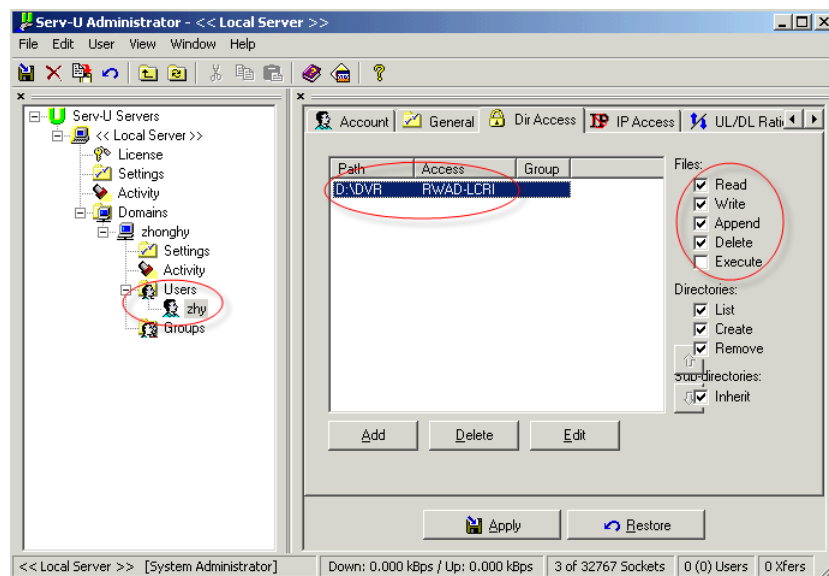 Serv-U Administrator - << Local Server >>
File Edit User View Window Help
Serv-U Servers
<< Local Server >>
License
Settings
Activity
Domains
zhonghy
Settings
Activity
Users
zhy
Groups
Account General Dir Access IP Access UL/DL Rati
Path Access Group
D:\DVR RWAD-LCRI
Add Delete Edit
Files:
Read
Write
Append
Delete
Execute
Directories:
List
Create
Remove
Sub-directories:
Inherit
Apply Restore
<< Local Server >> [System Administrator] Down: 0.000 kBps / Up: 0.000 kBps 3 of 32767 Sockets 0 (0) Users 0 Xfers